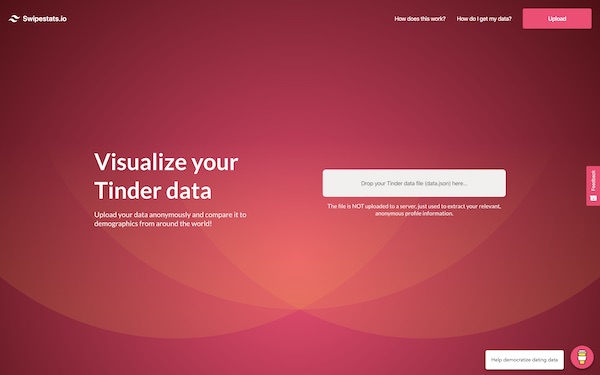 Swipestats.io
How does this work?
How do I get my data?
Upload
Visualize your
Tinder data
Upload your data anonymously and compare it to
demographics from around the world!
Drop your Tinder data file (data.json) here...
The file is NOT uploaded to a server, just used to extract your relevant,
anonymous profile information.
Feedback
Help democratize dating data